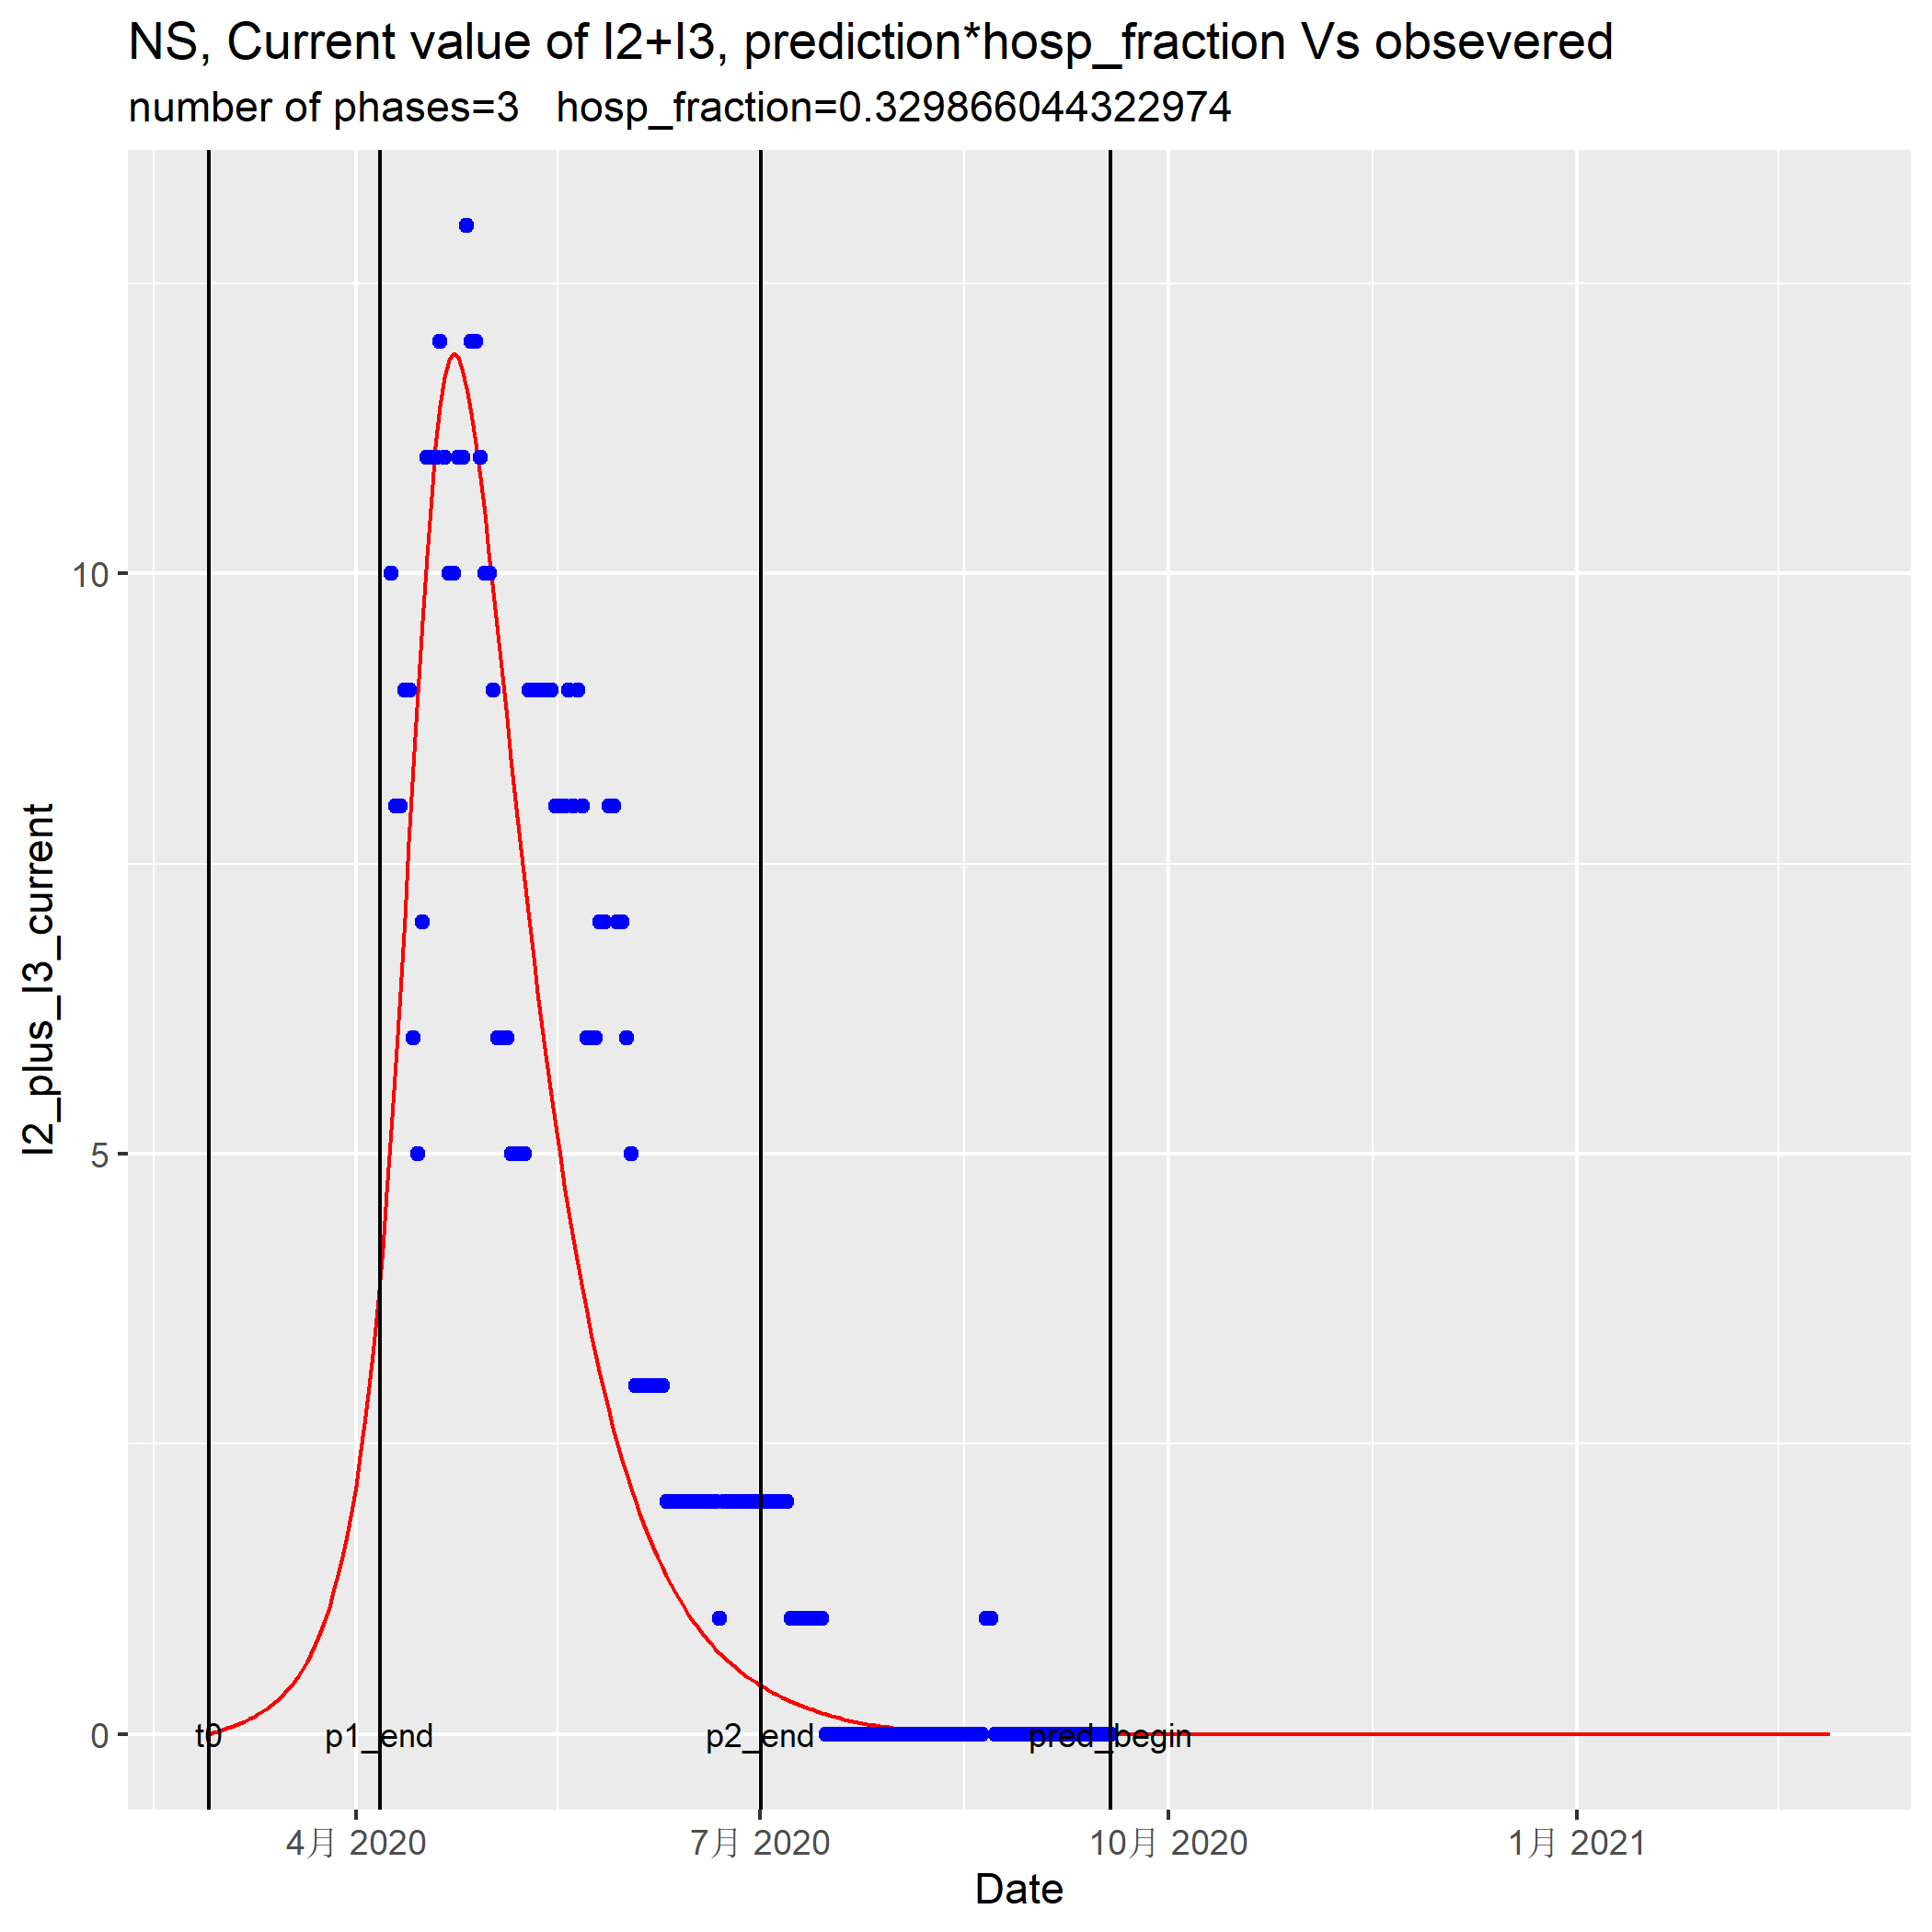 NS, Current value of I2+I3, prediction*hosp_fraction Vs obsevered
number of phases=3   hosp_fraction=0.329866044322974
I2_plus_I3_current
10
5
0
t0
p1_end
p2_end
pred_begin
4月 2020
7月 2020
10月 2020
1月 2021
Date